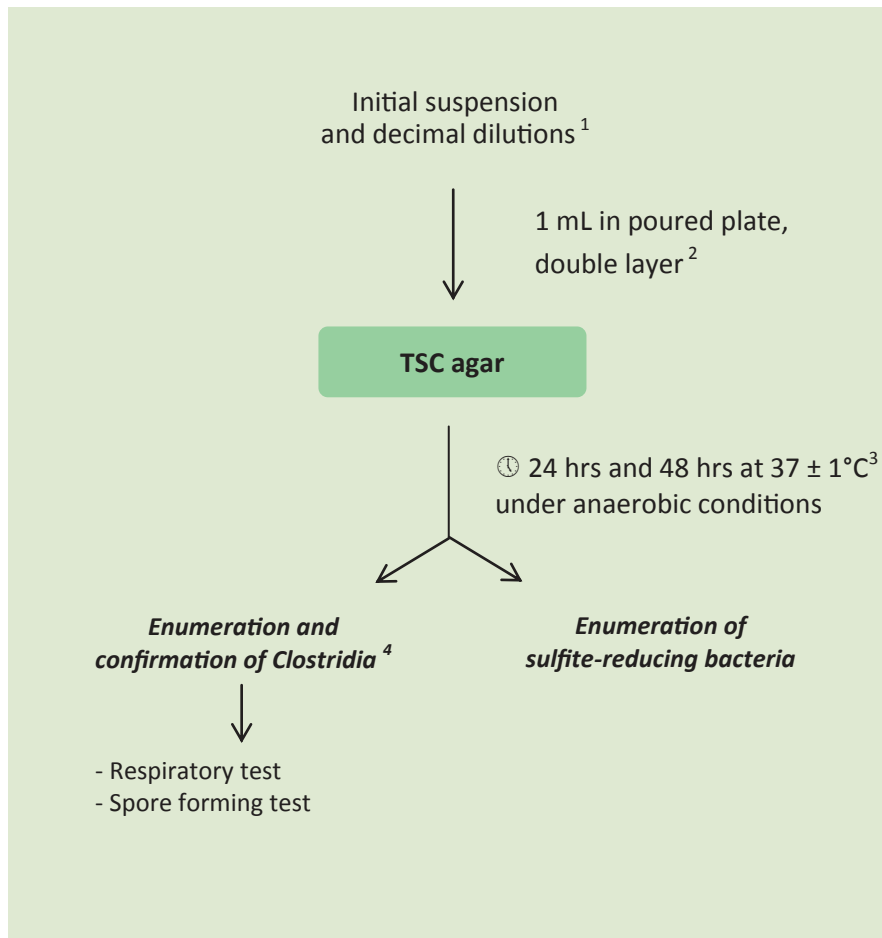 Initial suspension
and decimal dilutions 1
1 mL in poured plate,
double layer 2
TSC agar
24 hrs and 48 hrs at 37 ± 1°C3
under anaerobic conditions
Enumeration and
confirmation of Clostridia 4
Enumeration of
sulfite-reducing bacteria
- Respiratory test
- Spore forming test